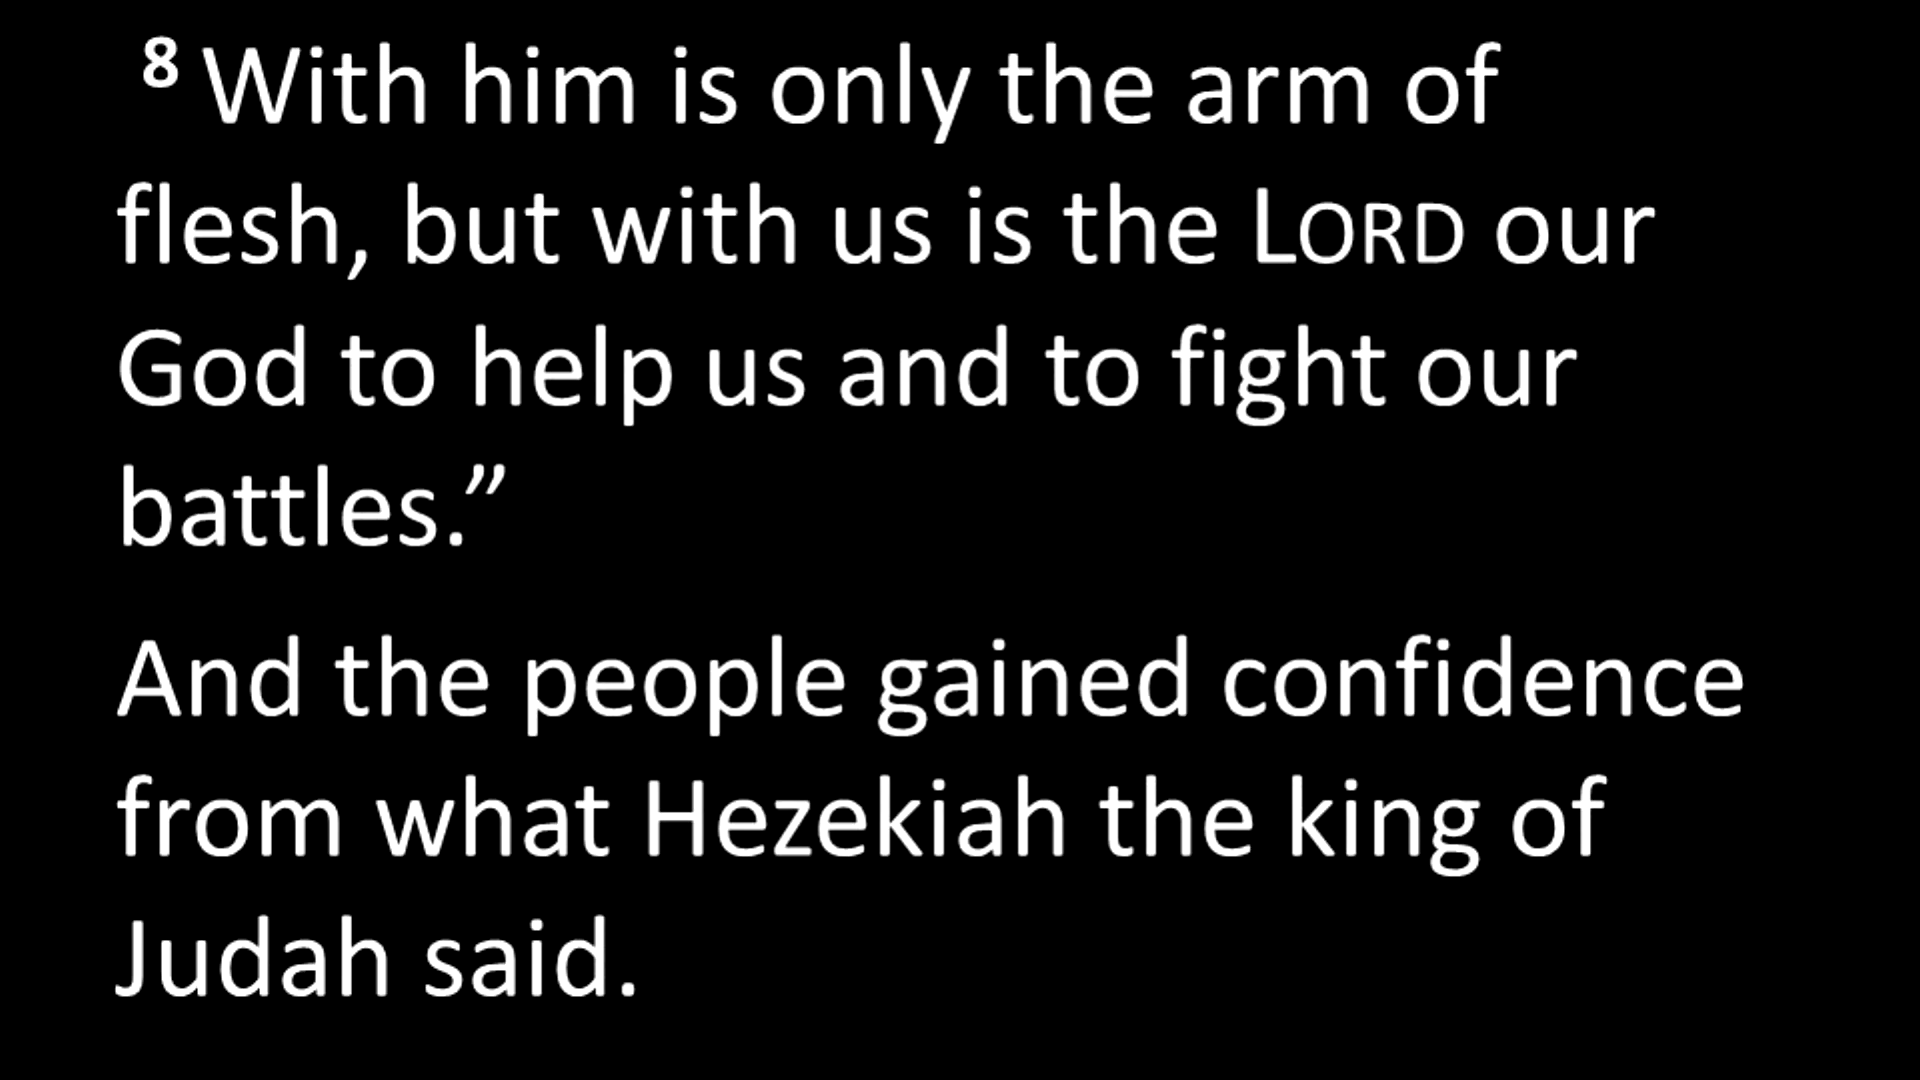 8 With him is only the arm of
flesh, but with us is the LORD our
God to help us and to fight our
battles.”
And the people gained confidence
from what Hezekiah the king of
Judah said.